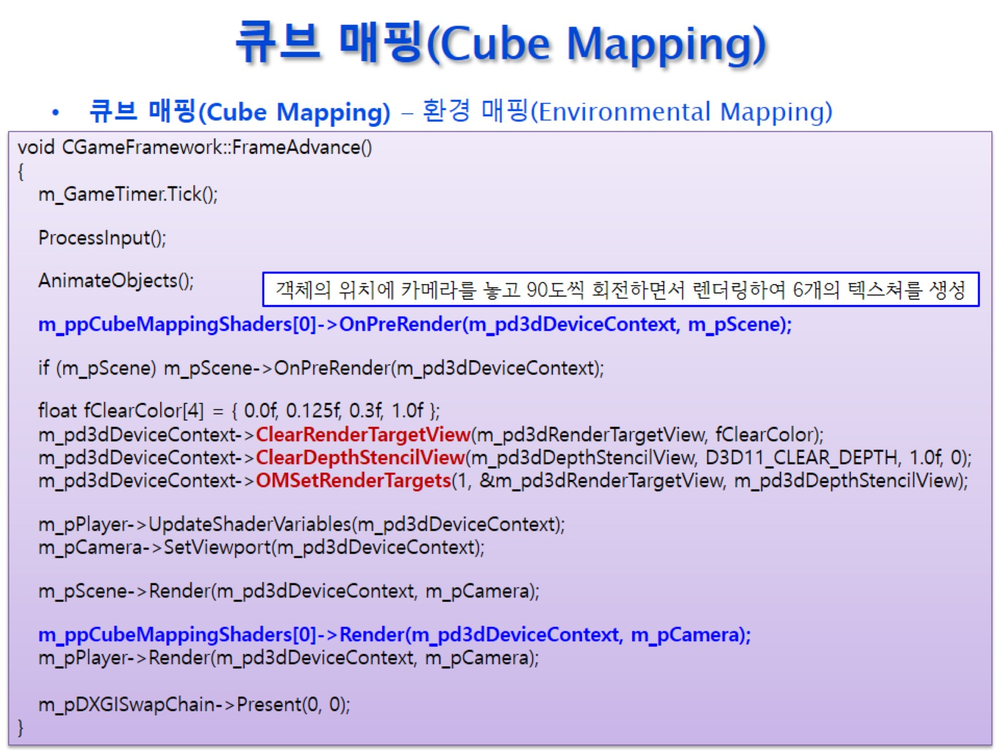 큐브 매핑(Cube Mapping)
• 큐브 매핑(Cube Mapping) – 환경 매핑(Environmental Mapping)
void CGameFramework::FrameAdvance()
{
m_GameTimer.Tick();
ProcessInput();
AnimateObjects();
객체의 위치에 카메라를 놓고 90도씩 회전하면서 렌더링하여 6개의 텍스쳐를 생성
m_ppCubeMappingShaders[0]->OnPreRender(m_pd3dDeviceContext, m_pScene);
if (m_pScene) m_pScene->OnPreRender(m_pd3dDeviceContext);
float fClearColor[4] = { 0.0f, 0.125f, 0.3f, 1.0f };
m_pd3dDeviceContext->ClearRenderTargetView(m_pd3dRenderTargetView, fClearColor);
m_pd3dDeviceContext->ClearDepthStencilView(m_pd3dDepthStencilView, D3D11_CLEAR_DEPTH, 1.0f, 0);
m_pd3dDeviceContext->OMSetRenderTargets(1, &m_pd3dRenderTargetView, m_pd3dDepthStencilView);
m_pPlayer->UpdateShaderVariables(m_pd3dDeviceContext);
m_pCamera->SetViewport(m_pd3dDeviceContext);
m_pScene->Render(m_pd3dDeviceContext, m_pCamera);
m_ppCubeMappingShaders[0]->Render(m_pd3dDeviceContext, m_pCamera);
m_pPlayer->Render(m_pd3dDeviceContext, m_pCamera);
m_pDXGISwapChain->Present(0, 0);
}